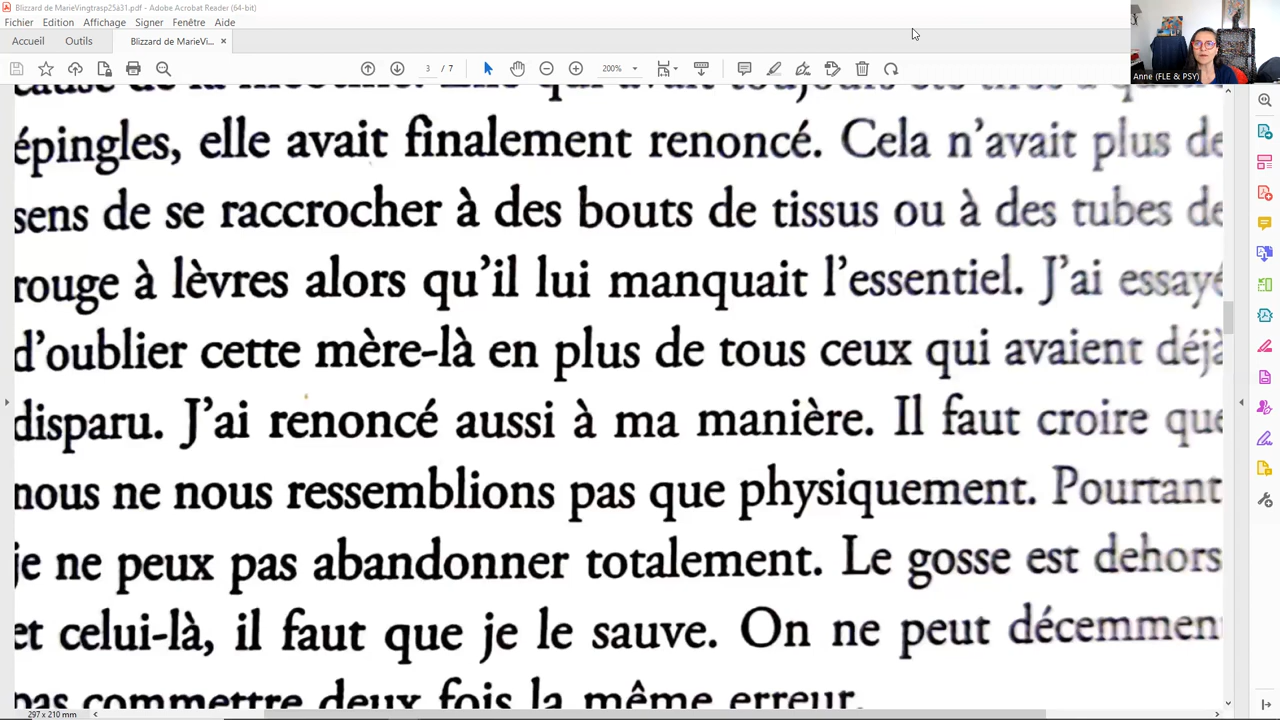 Blizzard de MarieVingtrasp25à31.pdf - Adobe Acrobat Reader (64-bit)
Fichier Edition Affichage Signer Fenêtre Aide
Accueil Outils Blizzard de MarieVi... ×
3 / 7 200%
Anne (FLE & PSY)
épingles, elle avait finalement renoncé. Cela n'avait plus de
sens de se raccrocher à des bouts de tissus ou à des tubes de
rouge à lèvres alors qu'il lui manquait l'essentiel. J'ai essayé
d'oublier cette mère-là en plus de tous ceux qui avaient déjà
disparu. J'ai renoncé aussi à ma manière. Il faut croire que
nous ne nous ressemblions pas que physiquement. Pourtant
je ne peux pas abandonner totalement. Le gosse est dehors
et celui-là, il faut que je le sauve. On ne peut décemmen
pas commettre deux fois la même erreur.
297 x 210 mm